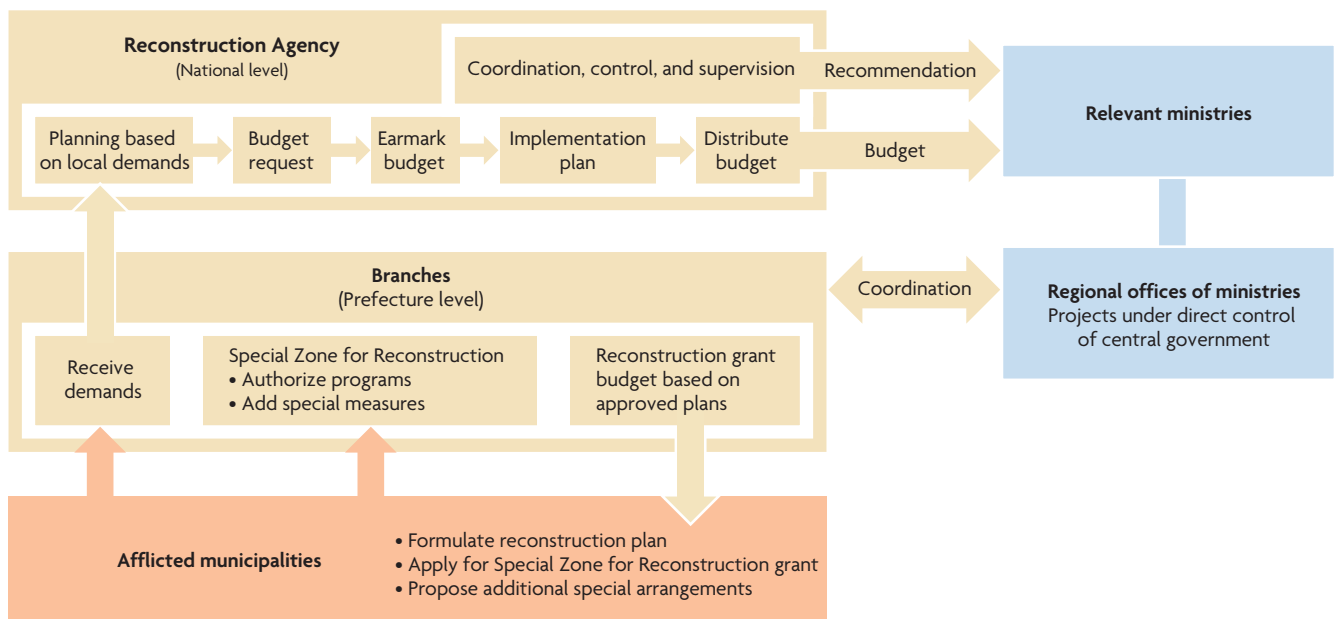 Reconstruction Agency
(National level)
Coordination, control, and supervision
Recommendation
Relevant ministries
Planning based
on local demands
Budget
request
Earmark
budget
Implementation
plan
Distribute
budget
Budget
Branches
(Prefecture level)
Coordination
Regional offices of ministries
Projects under direct control
of central government
Receive
demands
Special Zone for Reconstruction
• Authorize programs
• Add special measures
Reconstruction grant
budget based on
approved plans
Afflicted municipalities
• Formulate reconstruction plan
• Apply for Special Zone for Reconstruction grant
• Propose additional special arrangements